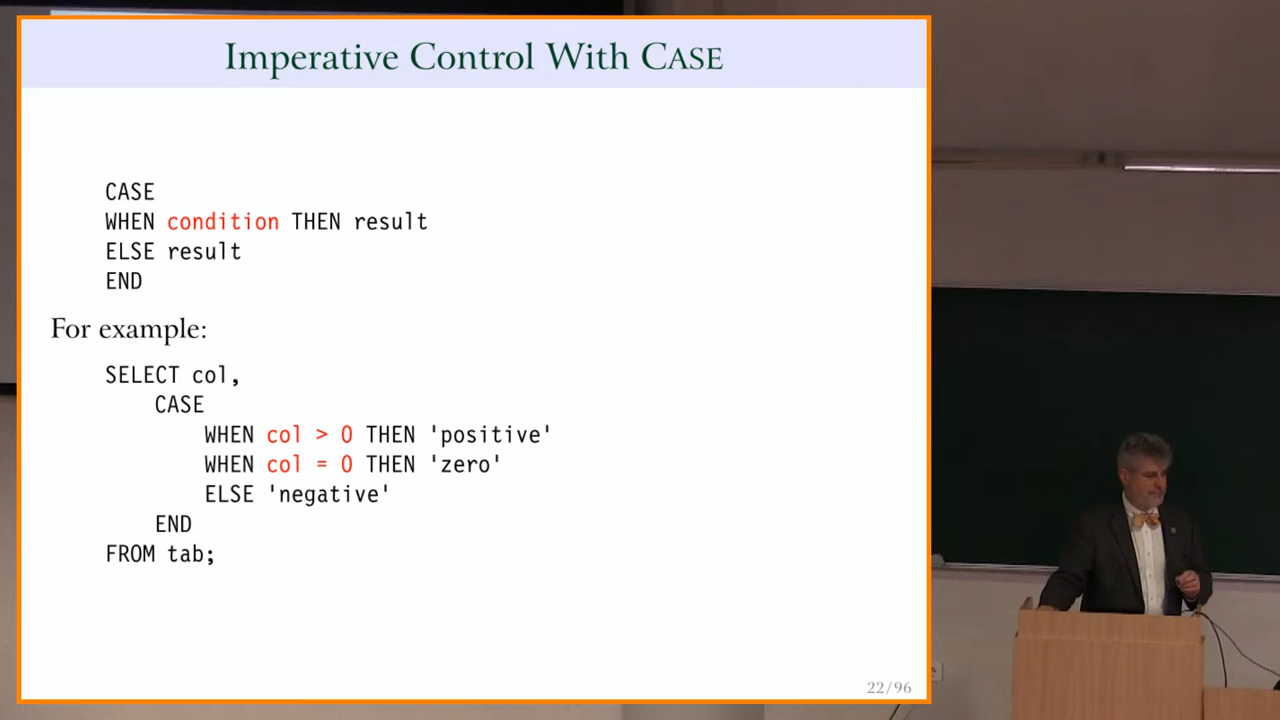 Imperative Control With CASE
CASE
WHEN condition THEN result
ELSE result
END
For example:
SELECT col,
CASE
WHEN col > 0 THEN 'positive'
WHEN col = 0 THEN 'zero'
ELSE 'negative'
END
FROM tab;
22/96